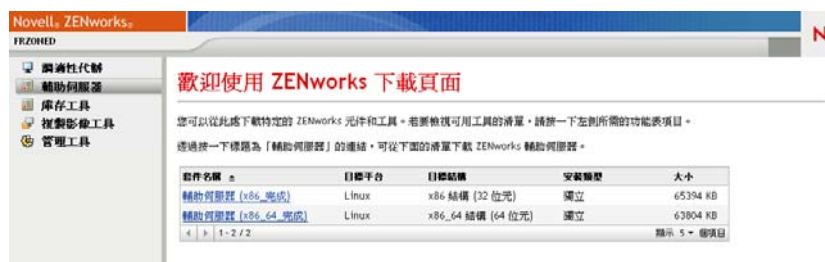 Novell® ZENworks®
FRZONED
N
調適性代辦
輔助伺服器
庫存工具
複製影像工具
管理工具
歡迎使用 ZENworks 下載頁面
您可以從此處下載特定的 ZENworks 元件和工具。若要檢視可用工具的清單，請按一下左側所需的功能表項目。
透過按一下標題為「輔助伺服器」的連結，可從下面的清單下載 ZENworks 輔助伺服器。
套件名稱 目標平台 目標結構 安裝類型 大小
輔助伺服器 (x86_完成) Linux x86 結構 (32 位元) 獨立 65394 KB
輔助伺服器 (x86_64_完成) Linux x86_64 結構 (64 位元) 獨立 63804 KB
1 - 2 / 2 顯示 5 個項目